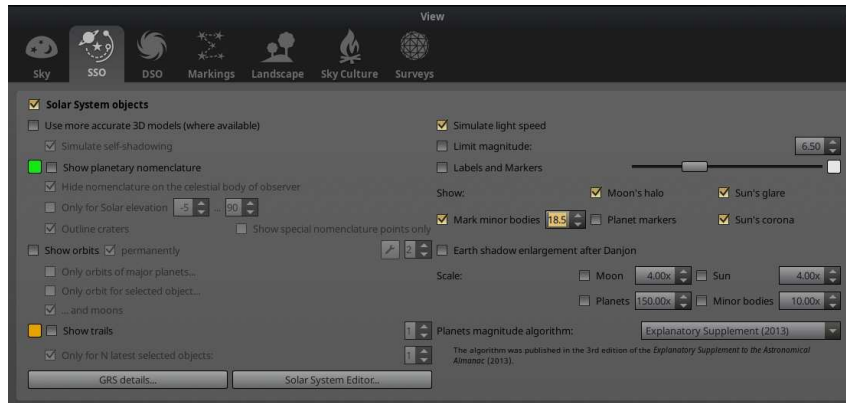 View
Sky
SSO
DSO
Markings
Landscape
Sky Culture
Surveys
Solar System objects
Use more accurate 3D models (where available)
Simulate self-shadowing
Show planetary nomenclature
Hide nomenclature on the celestial body of observer
Only for Solar elevation -5 ... 90
Outline craters Show special nomenclature points only
Show orbits permanently 2
Only orbits of major planets...
Only orbit for selected object...
... and moons
Show trails 1
Only for N latest selected objects: 1
GRS details... Solar System Editor...
Simulate light speed
Limit magnitude: 6.50
Labels and Markers
Show: Moon's halo Sun's glare
Mark minor bodies 18.5 Planet markers Sun's corona
Earth shadow enlargement after Danjon
Scale: Moon 4.00x Sun 4.00x
Planets 150.00x Minor bodies 10.00x
Planets magnitude algorithm: Explanatory Supplement (2013)
The algorithm was published in the 3rd edition of the Explanatory Supplement to the Astronomical
Almanac (2013).